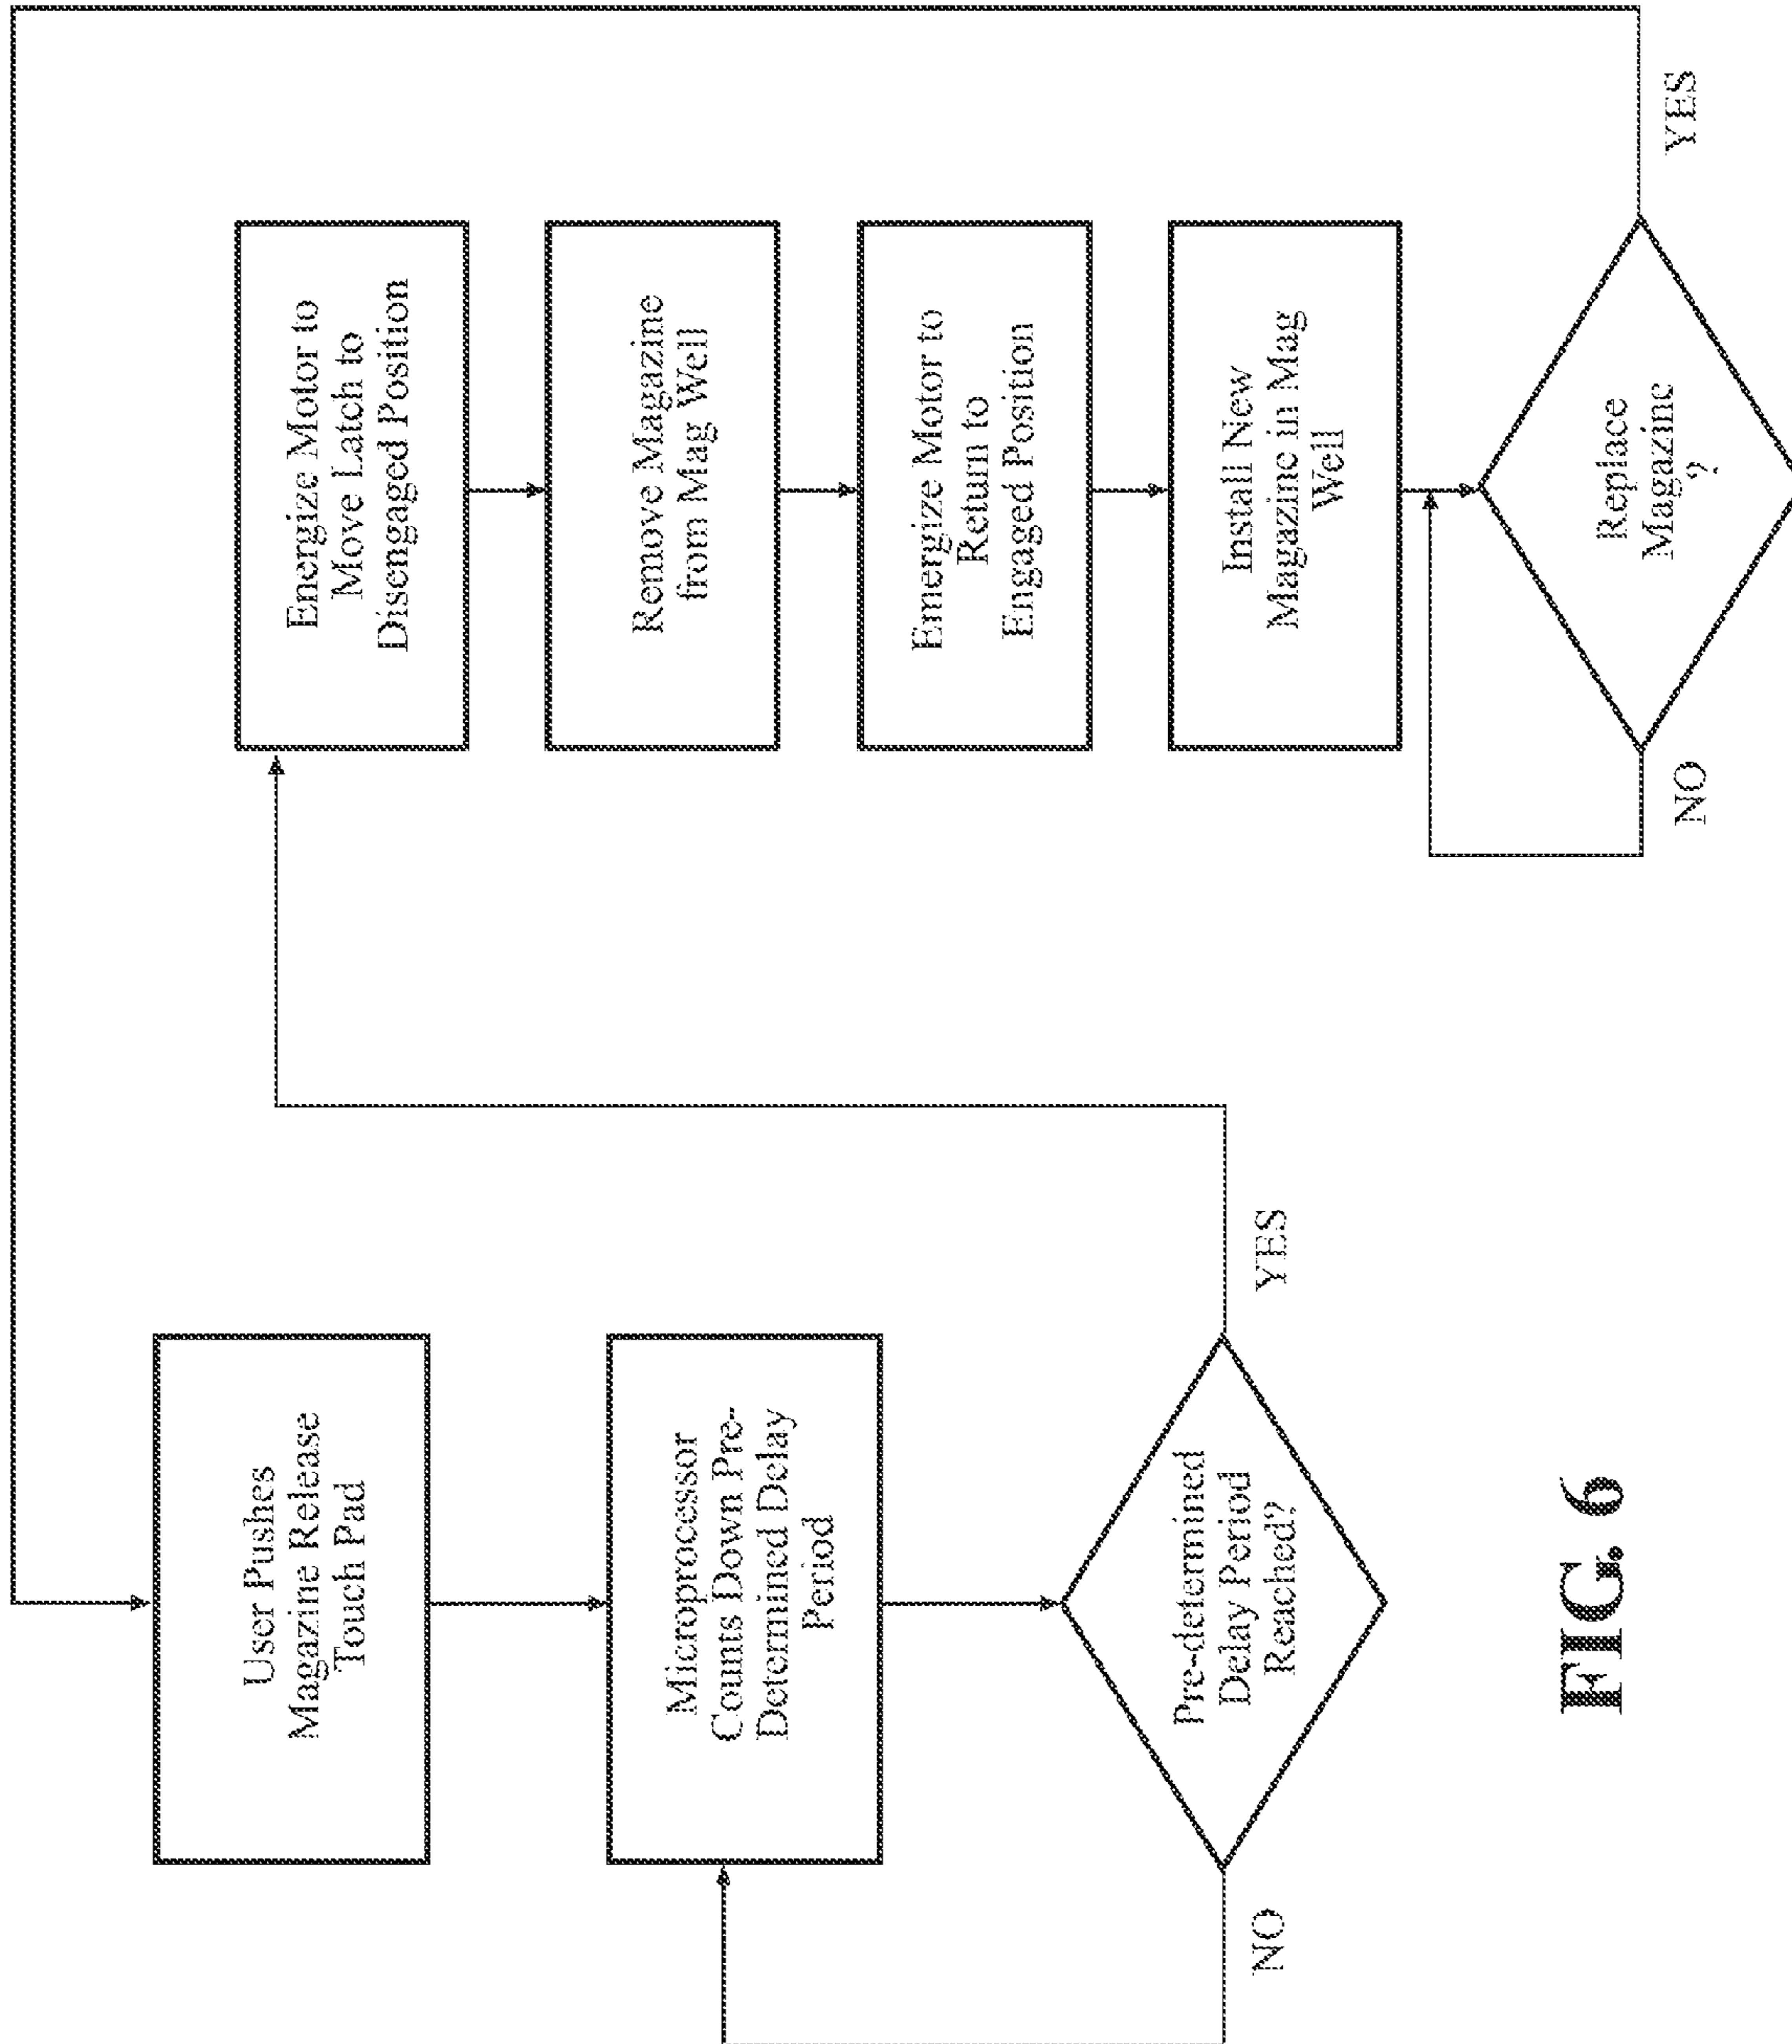 User Pushes
Magazine Release
Touch Pad
Microprocessor
Counts Down Pre-
Determined Delay
Period
Pre-determined
Delay Period
Reached?
NO
YES
Energize Motor to
Move Latch to
Disengaged Position
Remove Magazine
from Mag Well
Emergize Motor to
Return to
Engaged Position
Install New
Magazine in Mag
Well
Replace
Magazine
?
NO
YES
FIG. 6